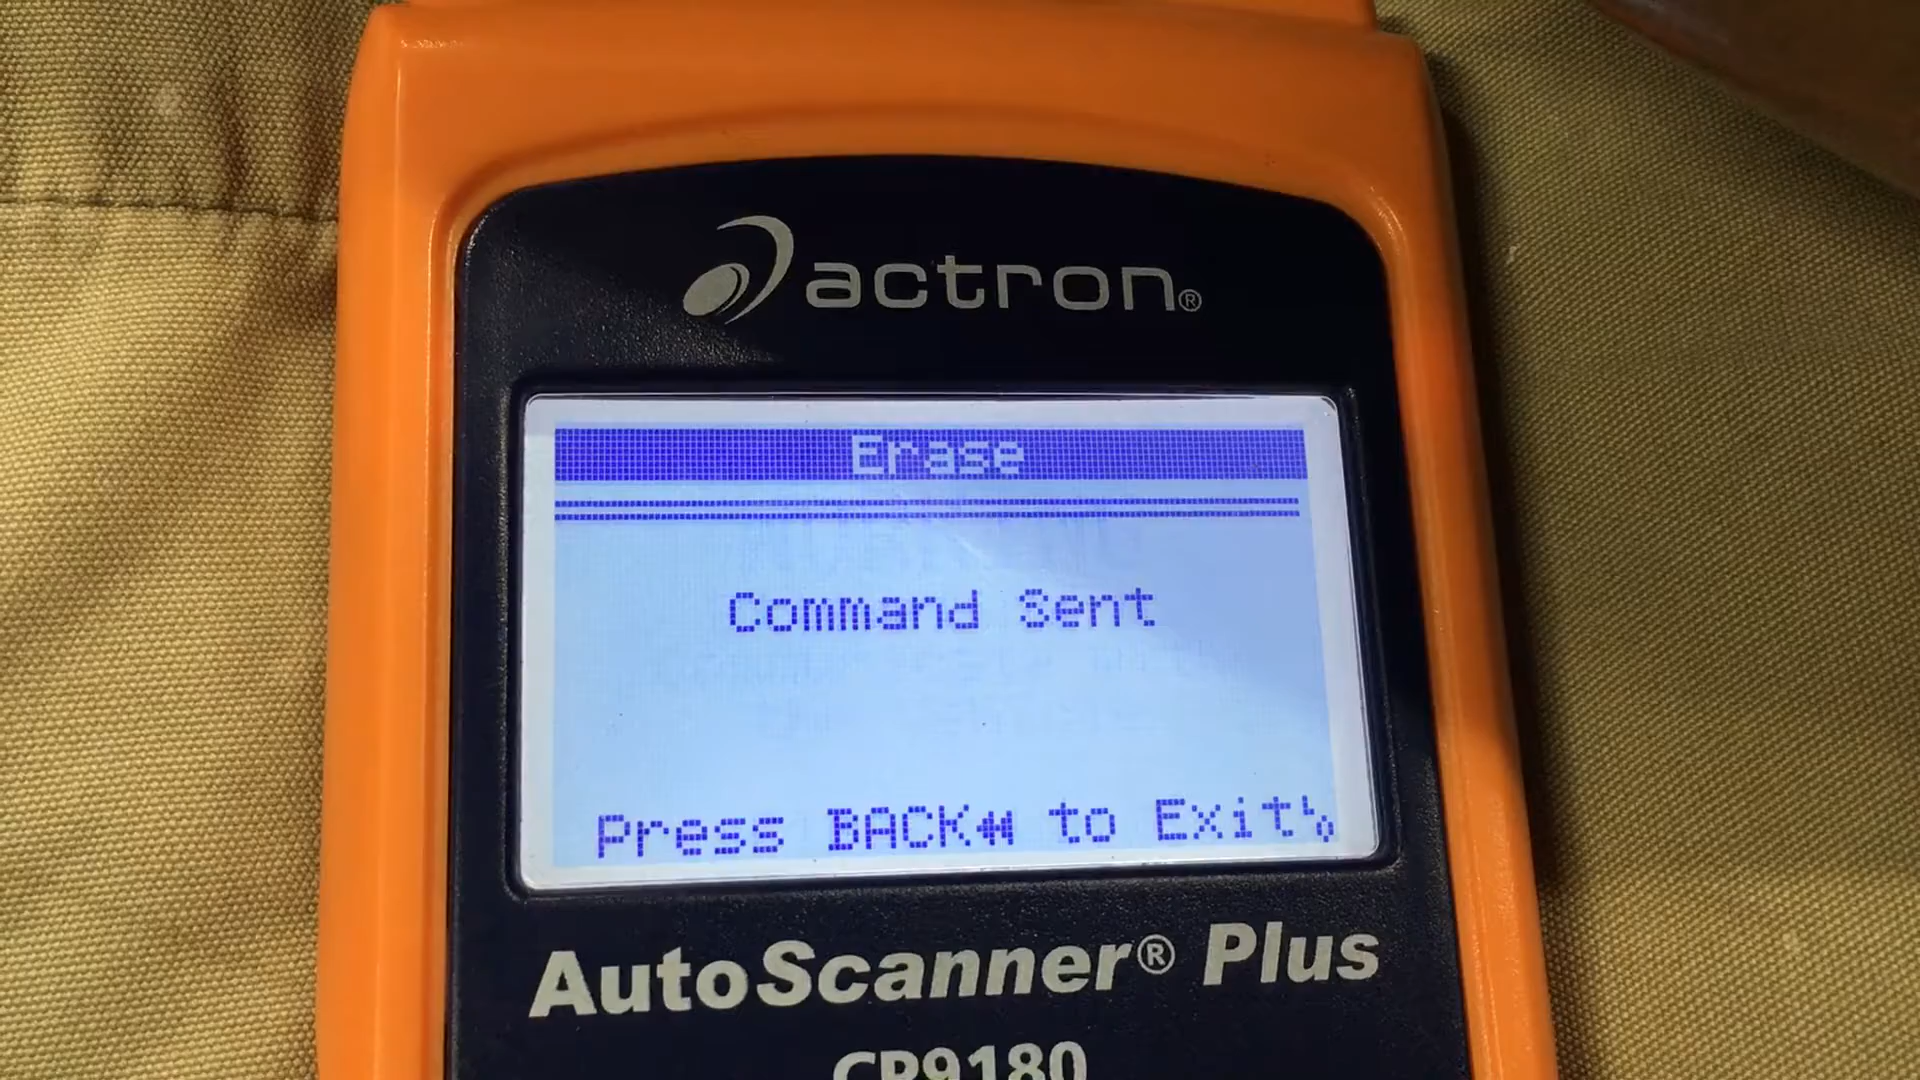 actron®
Erase
Command Sent
Press BACK to Exit
AutoScanner® Plus
CP9180